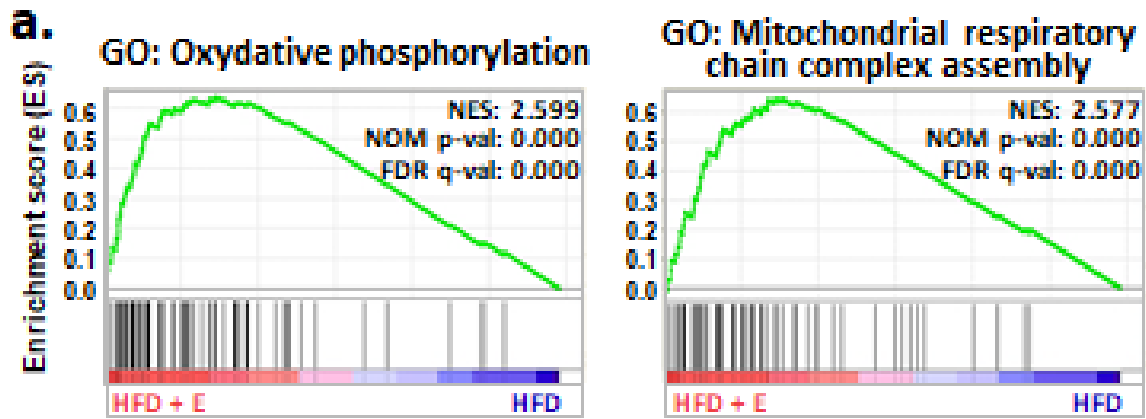 a.
GO: Oxydative phosphorylation
Enrichment score (ES)
0.6
0.5
0.4
0.3
0.2
0.1
0.0
NES: 2.599
NOM p-val: 0.000
FDR q-val: 0.000
HFD + E
HFD
GO: Mitochondrial respiratory
chain complex assembly
0.6
0.5
0.4
0.3
0.2
0.1
0.0
NES: 2.577
NOM p-val: 0.000
FDR q-val: 0.000
HFD + E
HFD